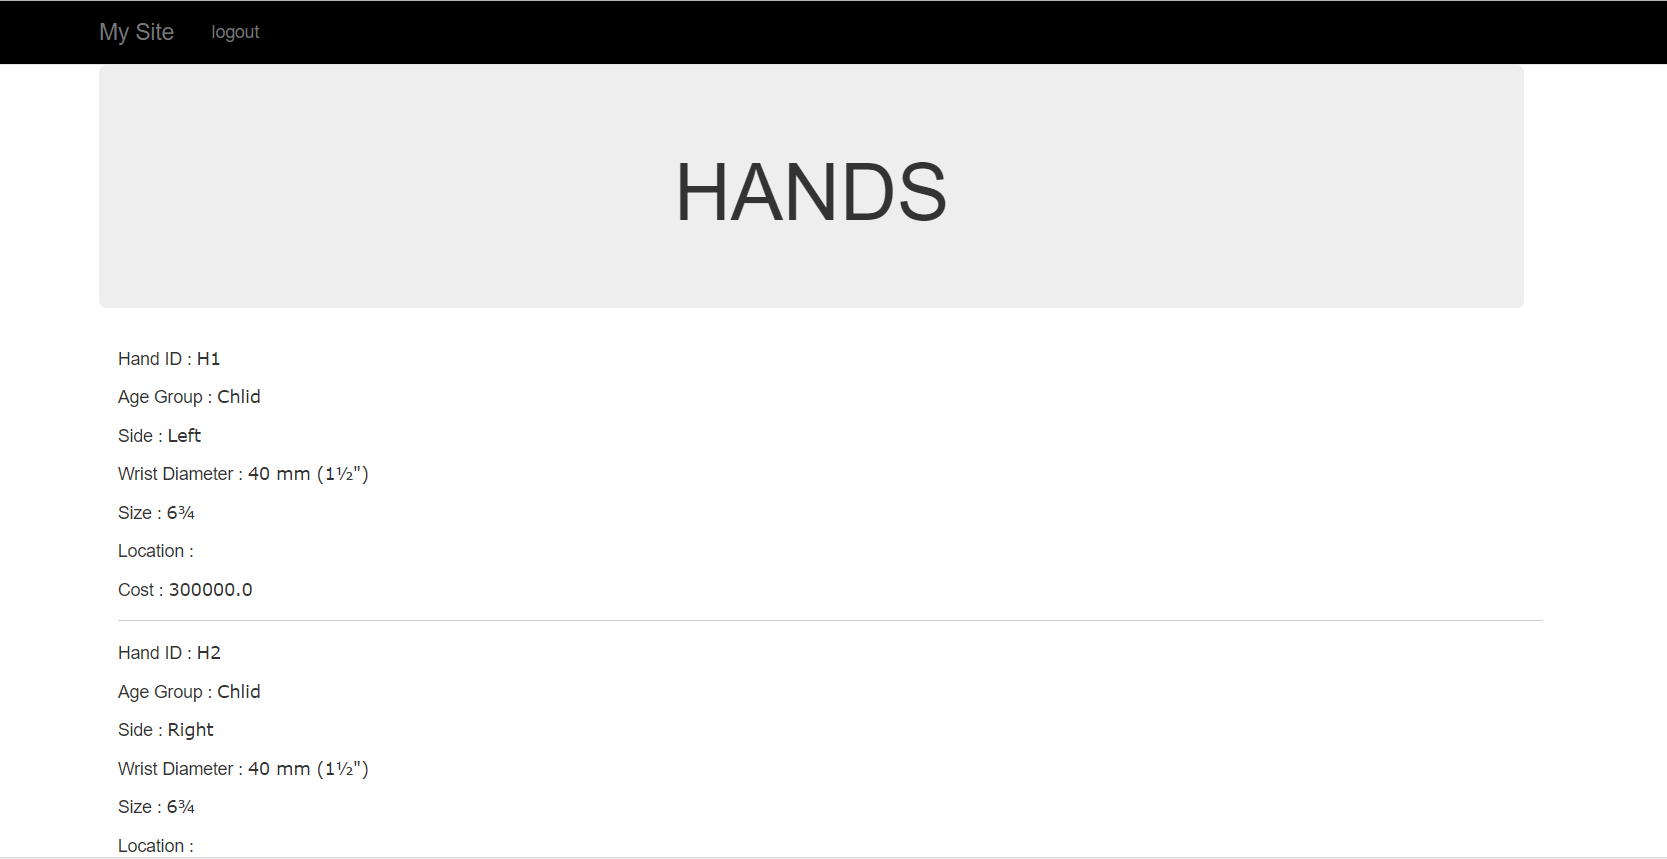 My Site logout
HANDS
Hand ID : H1
Age Group : Chlid
Side : Left
Wrist Diameter : 40 mm (1½")
Size : 6¾
Location :
Cost : 300000.0
Hand ID : H2
Age Group : Chlid
Side : Right
Wrist Diameter : 40 mm (1½")
Size : 6¾
Location :